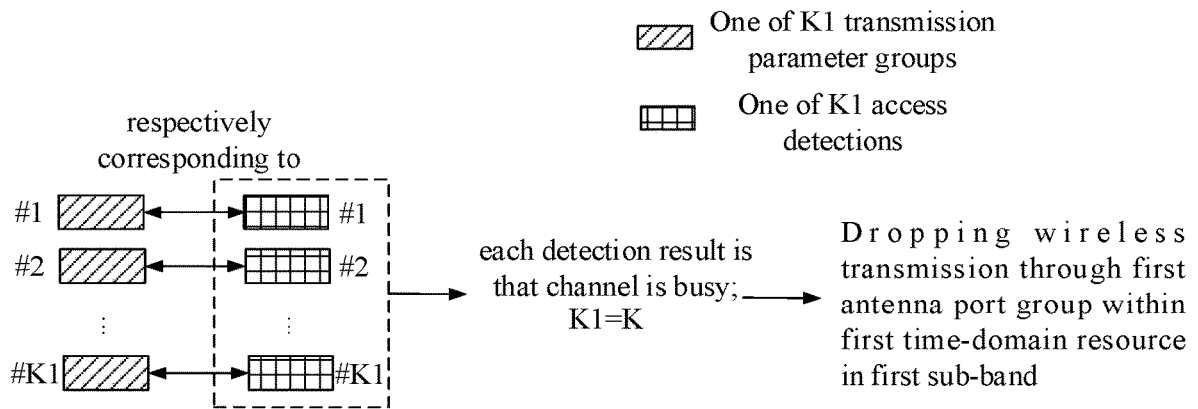 One of K1 transmission
parameter groups
One of K1 access
detections
respectively
corresponding to
#1 #1
#2 #2
⋮ ⋮
#K1 #K1
each detection result is
that channel is busy;
K1=K
Dropping wireless
transmission through first
antenna port group within
first time-domain resource
in first sub-band